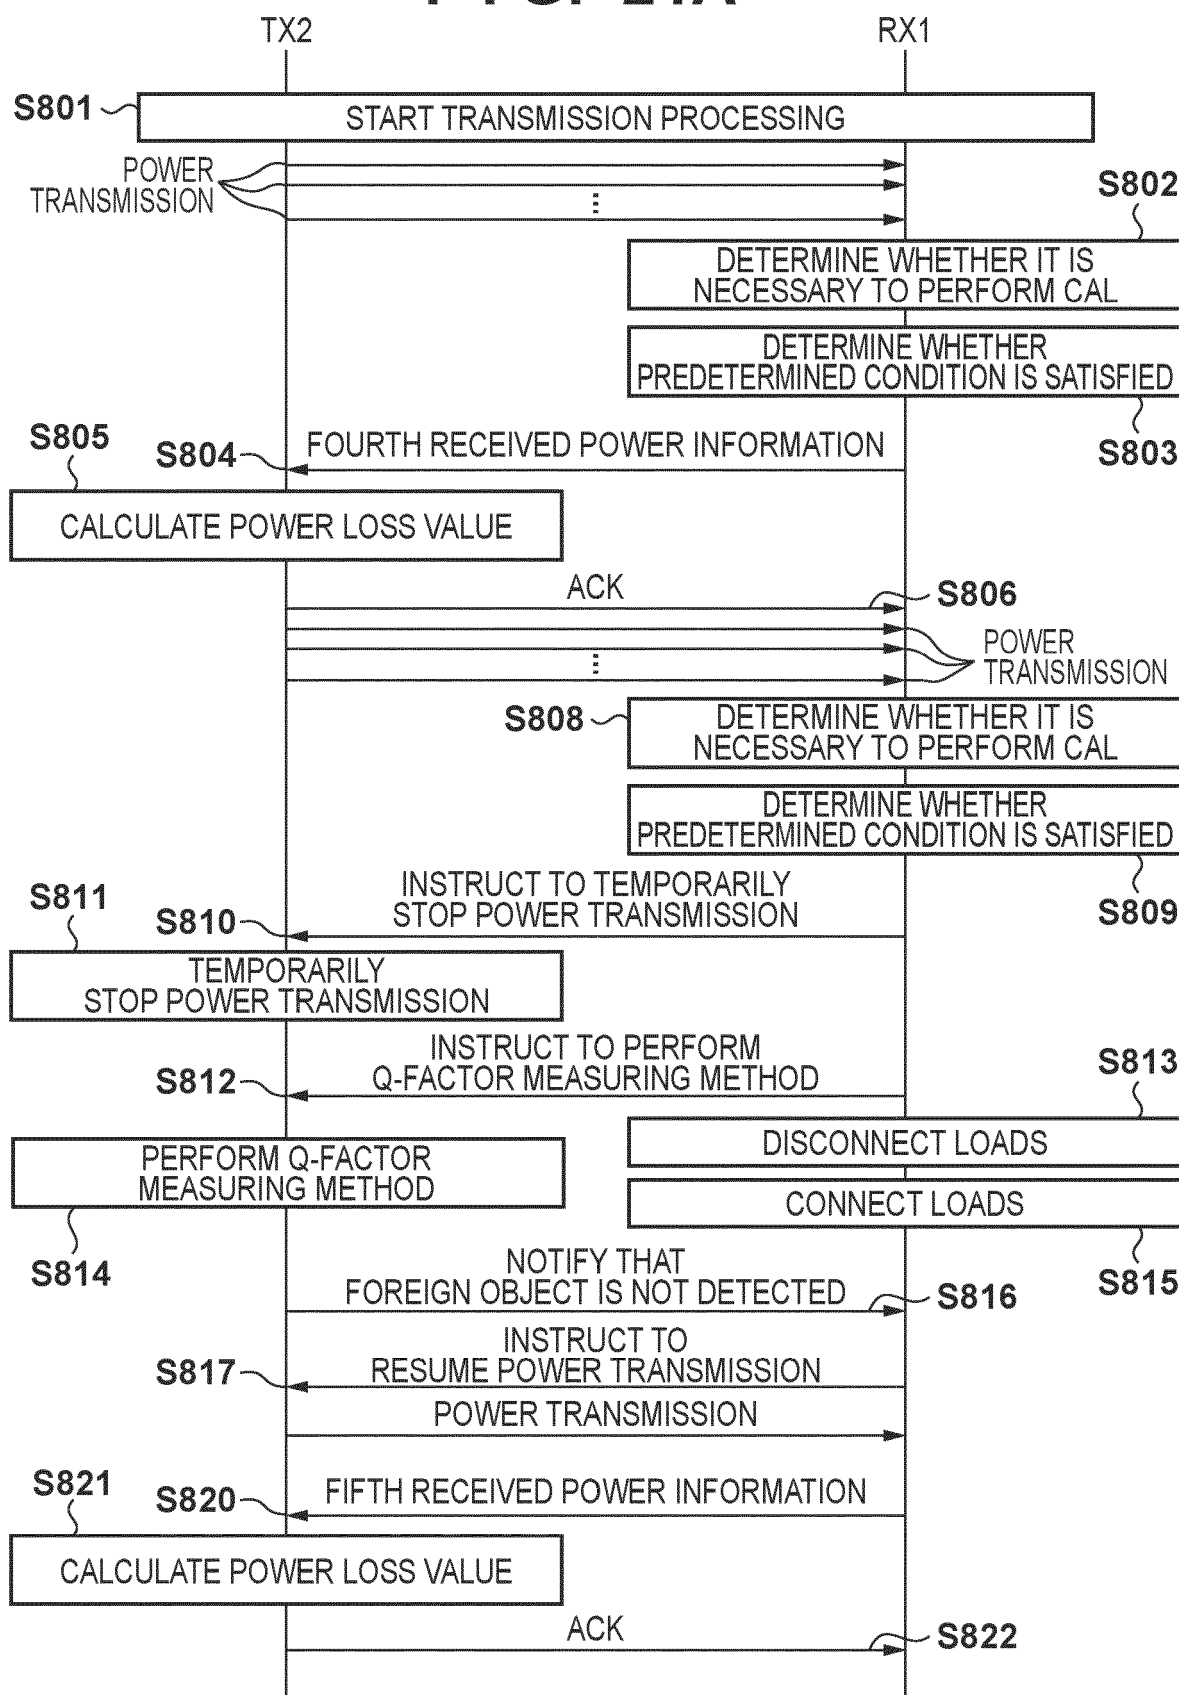 TX2
RX1
S801
START TRANSMISSION PROCESSING
POWER
TRANSMISSION
S802
DETERMINE WHETHER IT IS
NECESSARY TO PERFORM CAL
DETERMINE WHETHER
PREDETERMINED CONDITION IS SATISFIED
S803
S805
S804
FOURTH RECEIVED POWER INFORMATION
CALCULATE POWER LOSS VALUE
ACK
S806
POWER
TRANSMISSION
S808
DETERMINE WHETHER IT IS
NECESSARY TO PERFORM CAL
DETERMINE WHETHER
PREDETERMINED CONDITION IS SATISFIED
S809
S811
S810
INSTRUCT TO TEMPORARILY
STOP POWER TRANSMISSION
TEMPORARILY
STOP POWER TRANSMISSION
S812
INSTRUCT TO PERFORM
Q-FACTOR MEASURING METHOD
S813
DISCONNECT LOADS
PERFORM Q-FACTOR
MEASURING METHOD
CONNECT LOADS
S814
S815
NOTIFY THAT
FOREIGN OBJECT IS NOT DETECTED
S816
S817
INSTRUCT TO
RESUME POWER TRANSMISSION
POWER TRANSMISSION
S821
S820
FIFTH RECEIVED POWER INFORMATION
CALCULATE POWER LOSS VALUE
ACK
S822